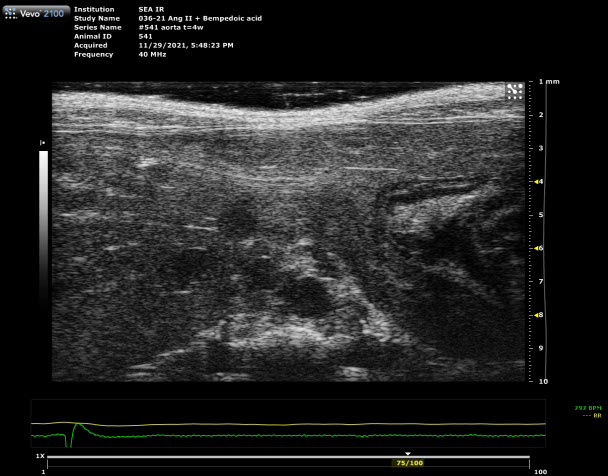 Vevo 2100
Institution SEA IR
Study Name 036-21 Ang II + Bempedoic acid
Series Name #541 aorta t=4w
Animal ID 541
Acquired 11/29/2021, 5:48:23 PM
Frequency 40 MHz
1 mm
2
3
4
5
6
7
8
9
10
292 BPM
--- RR
1X
75/100
1
100